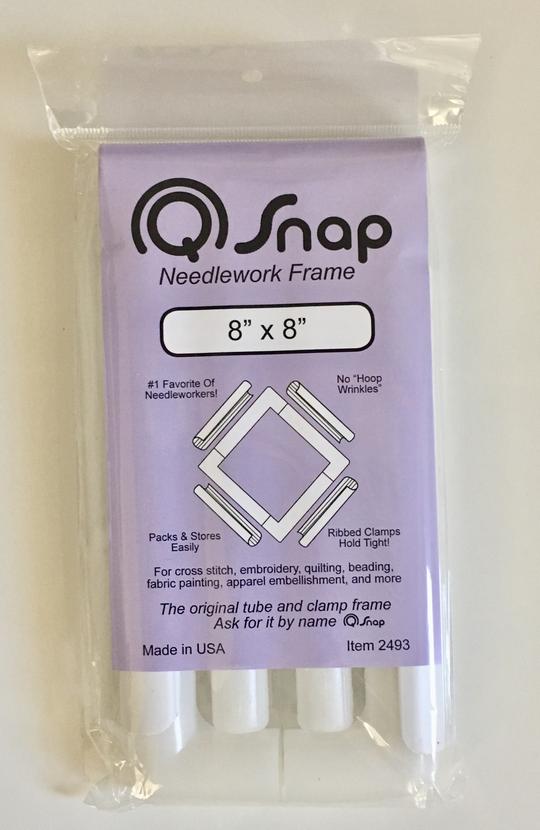 Q Snap
Needlework Frame
8" x 8"
#1 Favorite Of
Needleworkers!
No "Hoop
Wrinkles"
Packs & Stores
Easily
Ribbed Clamps
Hold Tight!
For cross stitch, embroidery, quilting, beading,
fabric painting, apparel embellishment, and more
The original tube and clamp frame
Ask for it by name Q Snap
Made in USA
Item 2493